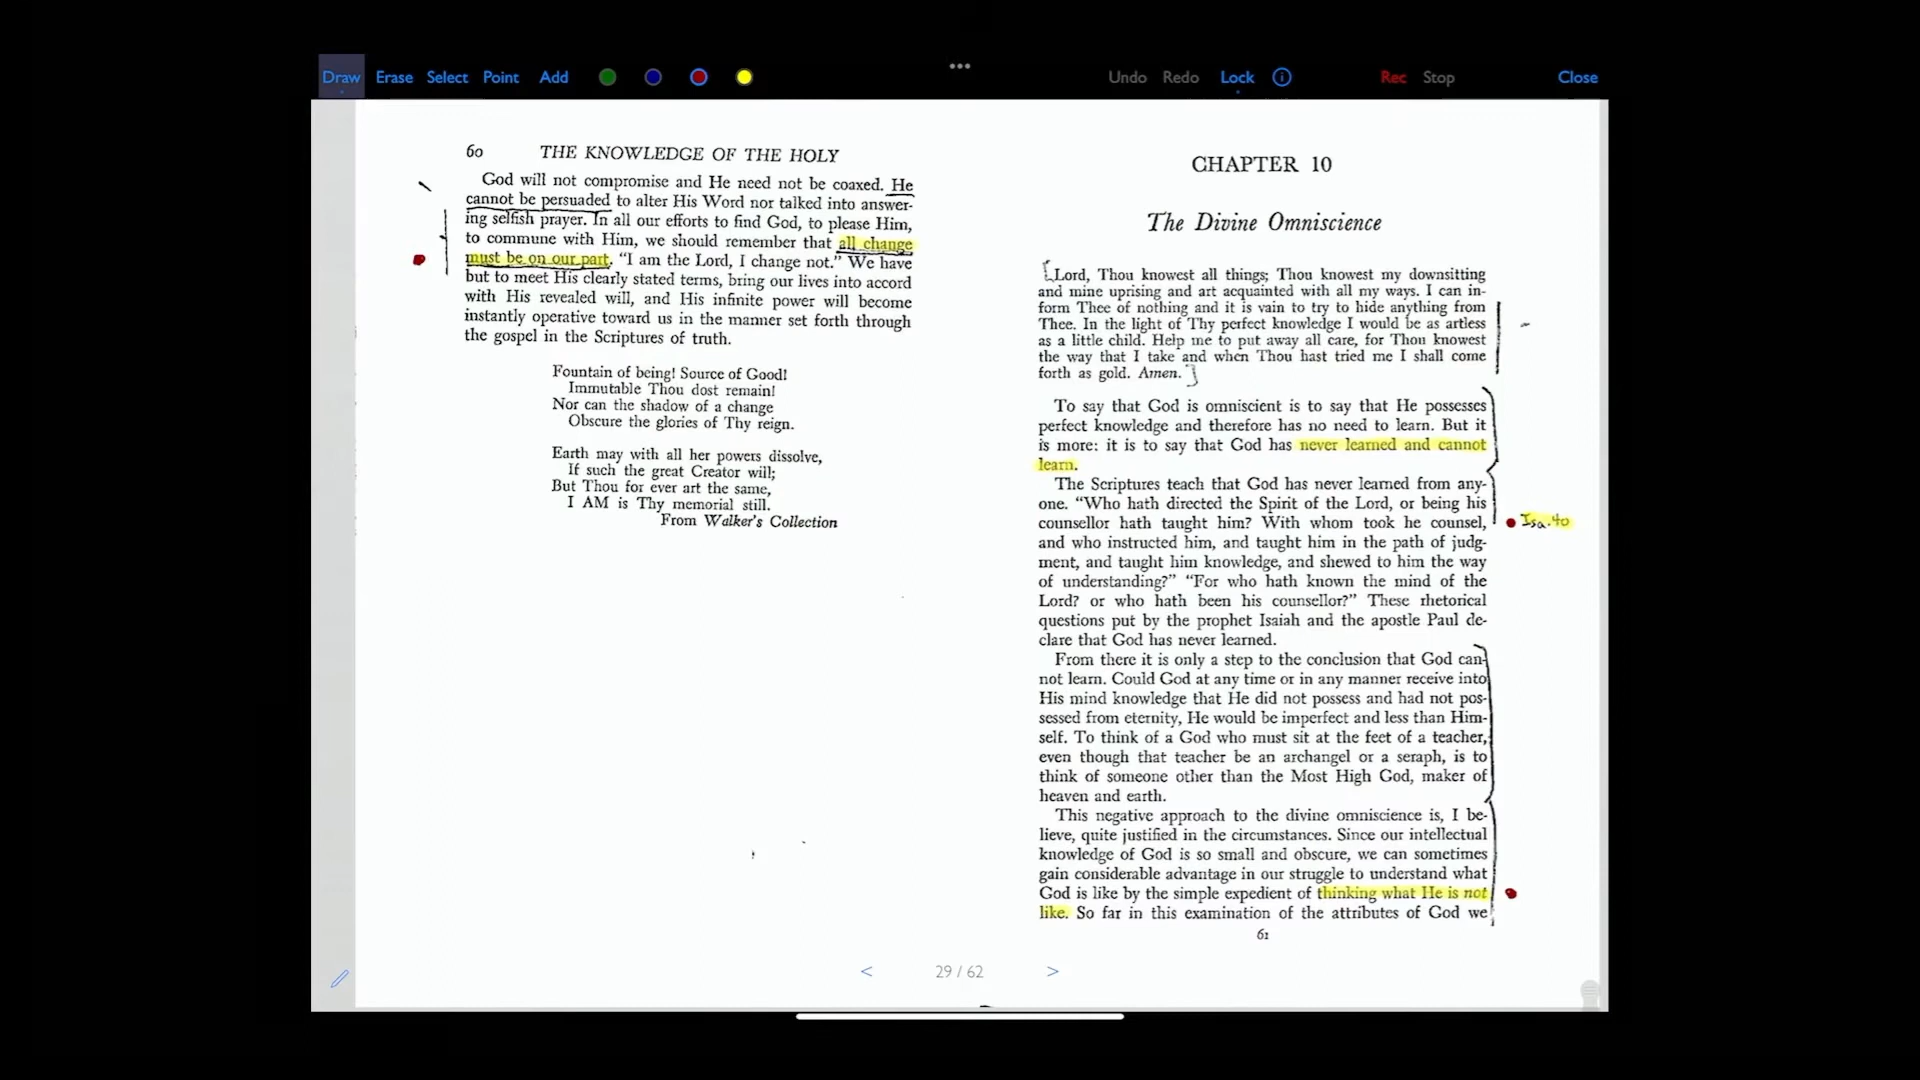 Draw Erase Select Point Add ••• Undo Redo Lock Rec Stop Close
60 THE KNOWLEDGE OF THE HOLY
God will not compromise and He need not be coaxed. He
cannot be persuaded to alter His Word nor talked into answer-
ing selfish prayer. In all our efforts to find God, to please Him,
to commune with Him, we should remember that all change
must be on our part. “I am the Lord, I change not.” We have
but to meet His clearly stated terms, bring our lives into accord
with His revealed will, and His infinite power will become
instantly operative toward us in the manner set forth through
the gospel in the Scriptures of truth.
Fountain of being! Source of Good!
Immutable Thou dost remain!
Nor can the shadow of a change
Obscure the glories of Thy reign.
Earth may with all her powers dissolve,
If such the great Creator will;
But Thou for ever art the same,
I AM is Thy memorial still.
From Walker's Collection
CHAPTER 10
The Divine Omniscience
Lord, Thou knowest all things; Thou knowest my downsitting
and mine uprising and art acquainted with all my ways. I can in-
form Thee of nothing and it is vain to try to hide anything from
Thee. In the light of Thy perfect knowledge I would be as artless
as a little child. Help me to put away all care, for Thou knowest
the way that I take and when Thou hast tried me I shall come
forth as gold. Amen.
To say that God is omniscient is to say that He possesses
perfect knowledge and therefore has no need to learn. But it
is more: it is to say that God has never learned and cannot
learn.
The Scriptures teach that God has never learned from any-
one. “Who hath directed the Spirit of the Lord, or being his
counsellor hath taught him? With whom took he counsel,
Isa. 40
and who instructed him, and taught him in the path of judg-
ment, and taught him knowledge, and shewed to him the way
of understanding?” “For who hath known the mind of the
Lord? or who hath been his counsellor?” These rhetorical
questions put by the prophet Isaiah and the apostle Paul de-
clare that God has never learned.
From there it is only a step to the conclusion that God can-
not learn. Could God at any time or in any manner receive into
His mind knowledge that He did not possess and had not pos-
sessed from eternity, He would be imperfect and less than Him-
self. To think of a God who must sit at the feet of a teacher,
even though that teacher be an archangel or a seraph, is to
think of someone other than the Most High God, maker of
heaven and earth.
This negative approach to the divine omniscience is, I be-
lieve, quite justified in the circumstances. Since our intellectual
knowledge of God is so small and obscure, we can sometimes
gain considerable advantage in our struggle to understand what
God is like by the simple expedient of thinking what He is not
like. So far in this examination of the attributes of God we
61
< 29 / 62 >